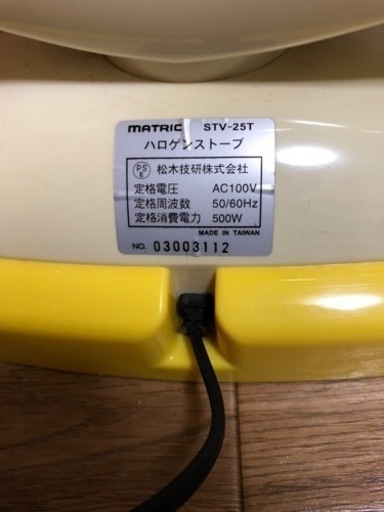 MATRIC STV-25T
ハロゲンストーブ
PS E 松木技研株式会社
定格電圧 AC100V
定格周波数 50/60Hz
定格消費電力 500W
MADE IN TAIWAN
NO. 03003112